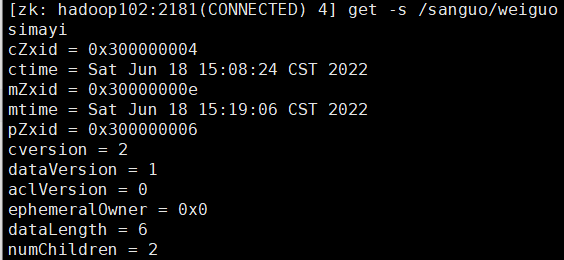 [zk: hadoop102:2181(CONNECTED) 4] get -s /sanguo/weiguo
simayi
cZxid = 0x300000004
ctime = Sat Jun 18 15:08:24 CST 2022
mZxid = 0x30000000e
mtime = Sat Jun 18 15:19:06 CST 2022
pZxid = 0x300000006
cversion = 2
dataVersion = 1
aclVersion = 0
ephemeralOwner = 0x0
dataLength = 6
numChildren = 2